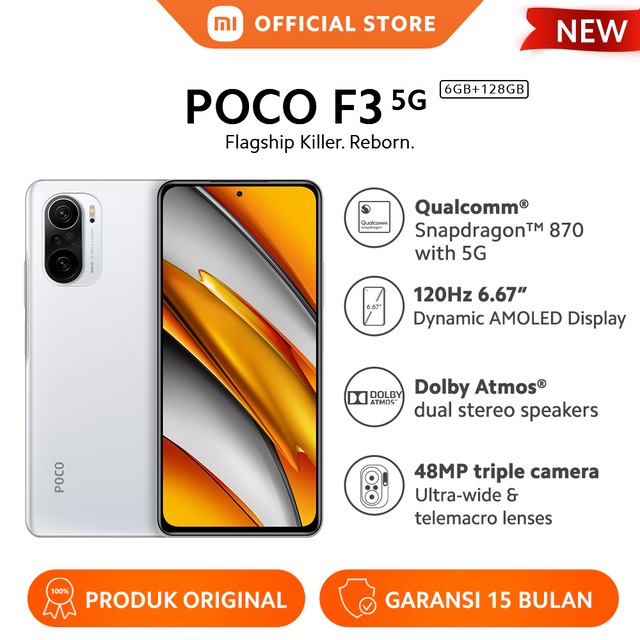 mi OFFICIAL STORE
NEW
POCO F3 5G
6GB+128GB
Flagship Killer. Reborn.
Qualcomm
snapdragon
Qualcomm®
Snapdragon™ 870
with 5G
6.67"
120Hz 6.67”
Dynamic AMOLED Display
DOLBY
ATMOS
Dolby Atmos®
dual stereo speakers
48MP triple camera
Ultra-wide &
telemacro lenses
POCO
100%
PRODUK ORIGINAL
GARANSI 15 BULAN